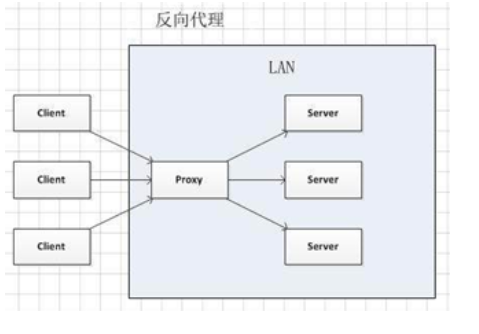 反向代理
LAN
Client
Server
Client
Proxy
Server
Client
Server